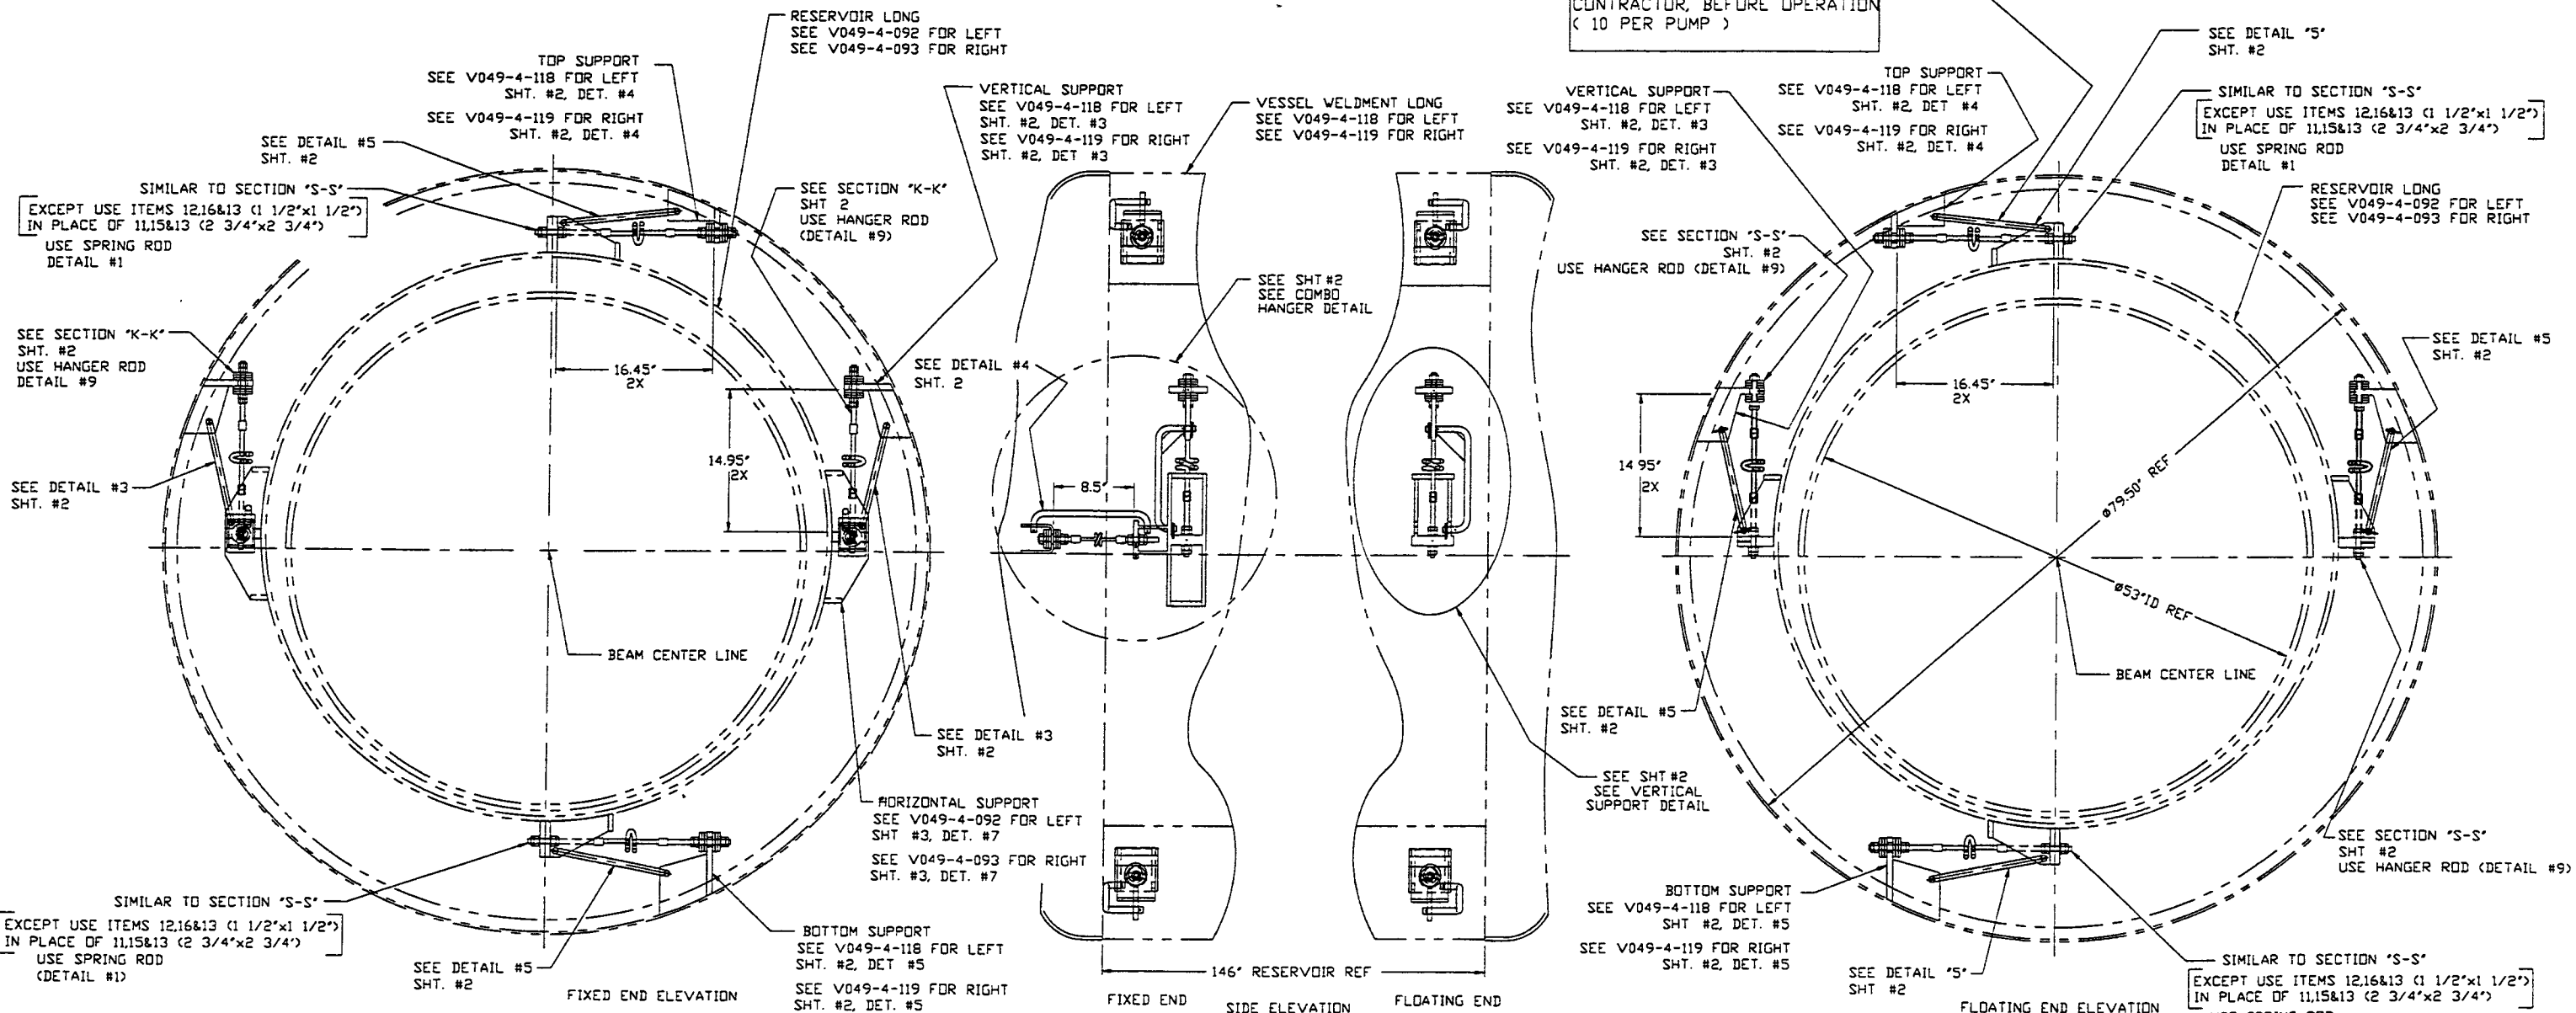 RESERVOIR LONG
SEE V049-4-092 FOR LEFT
SEE V049-4-093 FOR RIGHT
TOP SUPPORT
SEE V049-4-118 FOR LEFT
SHT. #2, DET. #4
SEE V049-4-119 FOR RIGHT
SHT. #2, DET. #4
SEE DETAIL #5
SHT. #2
SIMILAR TO SECTION "S-S"
EXCEPT USE ITEMS 12,16&13 (1 1/2"x1 1/2")
IN PLACE OF 11,15&13 (2 3/4"x2 3/4")
USE SPRING ROD
DETAIL #1
SEE SECTION "K-K"
SHT. #2
USE HANGER ROD
DETAIL #9
SEE DETAIL #3
SHT. #2
SEE SECTION "K-K"
SHT 2
USE HANGER ROD
(DETAIL #9)
16.45"
2X
14.95"
2X
BEAM CENTER LINE
SEE DETAIL #3
SHT. #2
HORIZONTAL SUPPORT
SEE V049-4-092 FOR LEFT
SHT #3, DET. #7
SEE V049-4-093 FOR RIGHT
SHT. #3, DET. #7
SIMILAR TO SECTION "S-S"
EXCEPT USE ITEMS 12,16&13 (1 1/2"x1 1/2")
IN PLACE OF 11,15&13 (2 3/4"x2 3/4")
USE SPRING ROD
(DETAIL #1)
SEE DETAIL #5
SHT. #2
BOTTOM SUPPORT
SEE V049-4-118 FOR LEFT
SHT. #2, DET #5
SEE V049-4-119 FOR RIGHT
SHT. #2, DET. #5
FIXED END ELEVATION
VERTICAL SUPPORT
SEE V049-4-118 FOR LEFT
SHT. #2, DET. #3
SEE V049-4-119 FOR RIGHT
SHT. #2, DET #3
VESSEL WELDMENT LONG
SEE V049-4-118 FOR LEFT
SEE V049-4-119 FOR RIGHT
SEE SHT #2
SEE COMBO
HANGER DETAIL
SEE DETAIL #4
SHT. 2
8.5"
SEE SHT #2
SEE VERTICAL
SUPPORT DETAIL
146" RESERVOIR REF
FIXED END
SIDE ELEVATION
FLOATING END
CONTRACTOR, BEFORE OPERATION
( 10 PER PUMP )
VERTICAL SUPPORT
SEE V049-4-118 FOR LEFT
SHT. #2, DET. #3
SEE V049-4-119 FOR RIGHT
SHT. #2, DET. #3
TOP SUPPORT
SEE V049-4-118 FOR LEFT
SHT. #2, DET #4
SEE V049-4-119 FOR RIGHT
SHT. #2, DET. #4
SEE DETAIL "5"
SHT. #2
SIMILAR TO SECTION "S-S"
EXCEPT USE ITEMS 12,16&13 (1 1/2"x1 1/2")
IN PLACE OF 11,15&13 (2 3/4"x2 3/4")
USE SPRING ROD
DETAIL #1
RESERVOIR LONG
SEE V049-4-092 FOR LEFT
SEE V049-4-093 FOR RIGHT
SEE SECTION "S-S"
SHT. #2
USE HANGER ROD (DETAIL #9)
SEE DETAIL #5
SHT. #2
16.45"
2X
14.95"
2X
Ø79.50" REF
Ø53"ID REF
BEAM CENTER LINE
SEE DETAIL #5
SHT. #2
SEE SECTION "S-S"
SHT #2
USE HANGER ROD (DETAIL #9)
BOTTOM SUPPORT
SEE V049-4-118 FOR LEFT
SHT #2, DET. #5
SEE V049-4-119 FOR RIGHT
SHT. #2, DET. #5
SEE DETAIL "5"
SHT #2
SIMILAR TO SECTION "S-S"
EXCEPT USE ITEMS 12,16&13 (1 1/2"x1 1/2")
IN PLACE OF 11,15&13 (2 3/4"x2 3/4")
FLOATING END ELEVATION